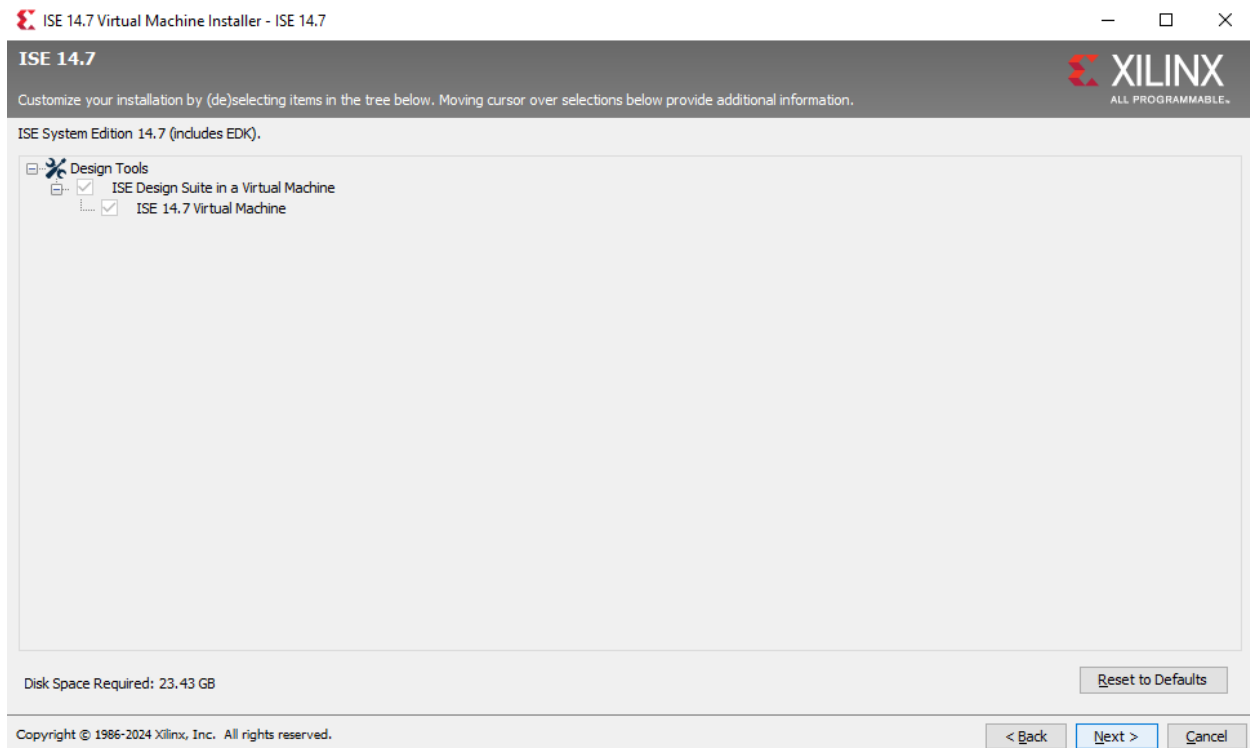 ISE 14.7 Virtual Machine Installer - ISE 14.7
ISE 14.7
XILINX
ALL PROGRAMMABLE™
Customize your installation by (de)selecting items in the tree below. Moving cursor over selections below provide additional information.
ISE System Edition 14.7 (includes EDK).
Design Tools
ISE Design Suite in a Virtual Machine
ISE 14.7 Virtual Machine
Disk Space Required: 23.43 GB
Reset to Defaults
Copyright © 1986-2024 Xilinx, Inc. All rights reserved.
< Back
Next >
Cancel